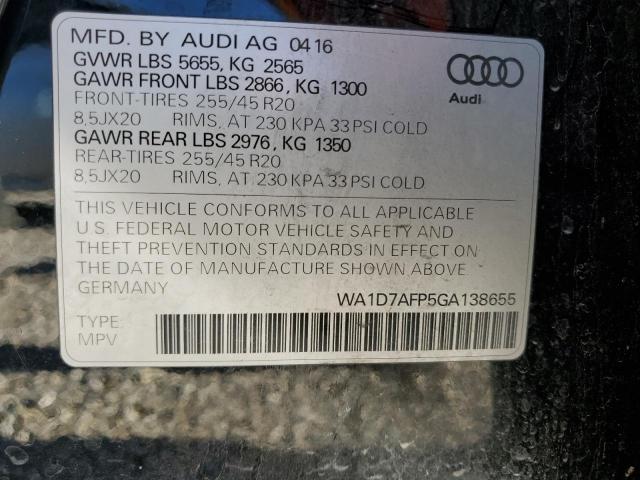 MFD. BY AUDI AG 04 16
GVWR LBS 5655, KG 2565
GAWR FRONT LBS 2866, KG 1300
FRONT-TIRES 255/45 R20
8,5JX20 RIMS, AT 230 KPA 33 PSI COLD
GAWR REAR LBS 2976, KG 1350
REAR-TIRES 255/45 R20
8,5JX20 RIMS, AT 230 KPA 33 PSI COLD
Audi
THIS VEHICLE CONFORMS TO ALL APPLICABLE
U.S. FEDERAL MOTOR VEHICLE SAFETY AND
THEFT PREVENTION STANDARDS IN EFFECT ON
THE DATE OF MANUFACTURE SHOWN ABOVE
GERMANY
WA1D7AFP5GA138655
TYPE:
MPV